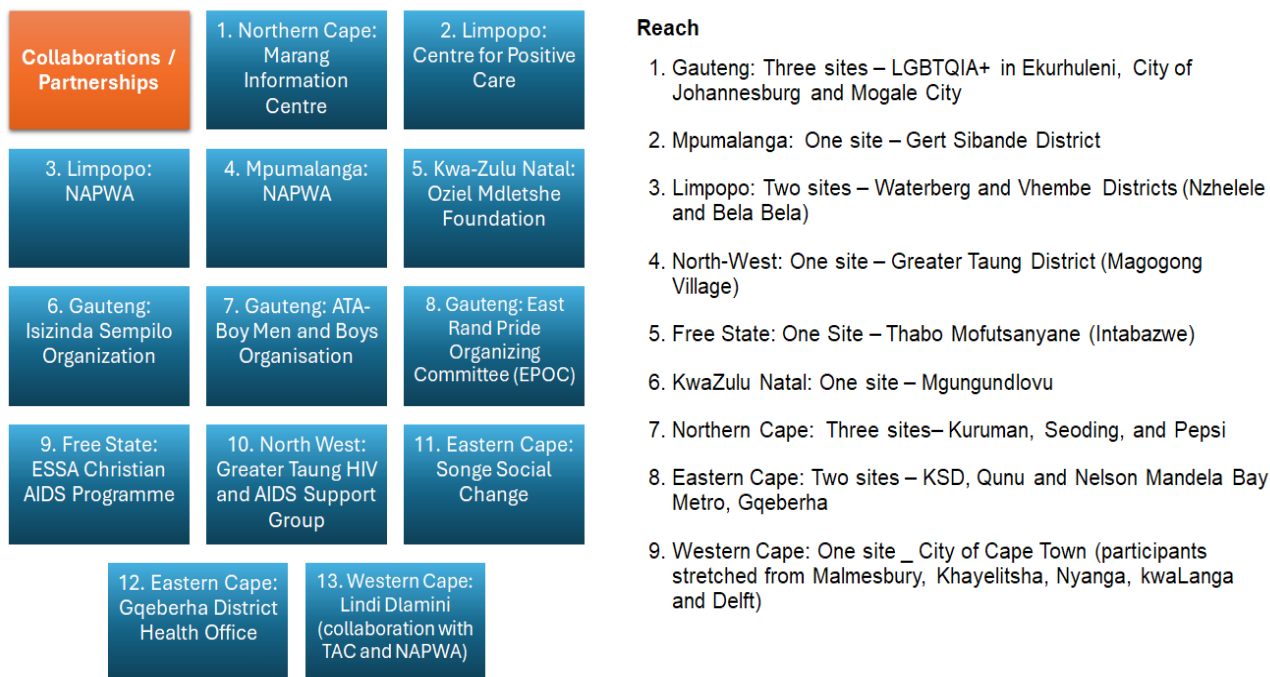 Collaborations /
Partnerships
1. Northern Cape:
Marang
Information
Centre
2. Limpopo:
Centre for Positive
Care
3. Limpopo:
NAPWA
4. Mpumalanga:
NAPWA
5. Kwa-Zulu Natal:
Oziel Mdletshe
Foundation
6. Gauteng:
Isizinda Sempilo
Organization
7. Gauteng: ATA-
Boy Men and Boys
Organisation
8. Gauteng: East
Rand Pride
Organizing
Committee (EPOC)
9. Free State:
ESSA Christian
AIDS Programme
10. North West:
Greater Taung HIV
and AIDS Support
Group
11. Eastern Cape:
Songe Social
Change
12. Eastern Cape:
Gqeberha District
Health Office
13. Western Cape:
Lindi Dlamini
(collaboration with
TAC and NAPWA)
Reach
1. Gauteng: Three sites – LGBTQIA+ in Ekurhuleni, City of
Johannesburg and Mogale City
2. Mpumalanga: One site – Gert Sibande District
3. Limpopo: Two sites – Waterberg and Vhembe Districts (Nzhelele
and Bela Bela)
4. North-West: One site – Greater Taung District (Magogong
Village)
5. Free State: One Site – Thabo Mofutsanyane (Intabazwe)
6. KwaZulu Natal: One site – Mgungundlovu
7. Northern Cape: Three sites– Kuruman, Seoding, and Pepsi
8. Eastern Cape: Two sites – KSD, Qunu and Nelson Mandela Bay
Metro, Gqeberha
9. Western Cape: One site _ City of Cape Town (participants
stretched from Malmesbury, Khayelitsha, Nyanga, kwaLanga
and Delft)